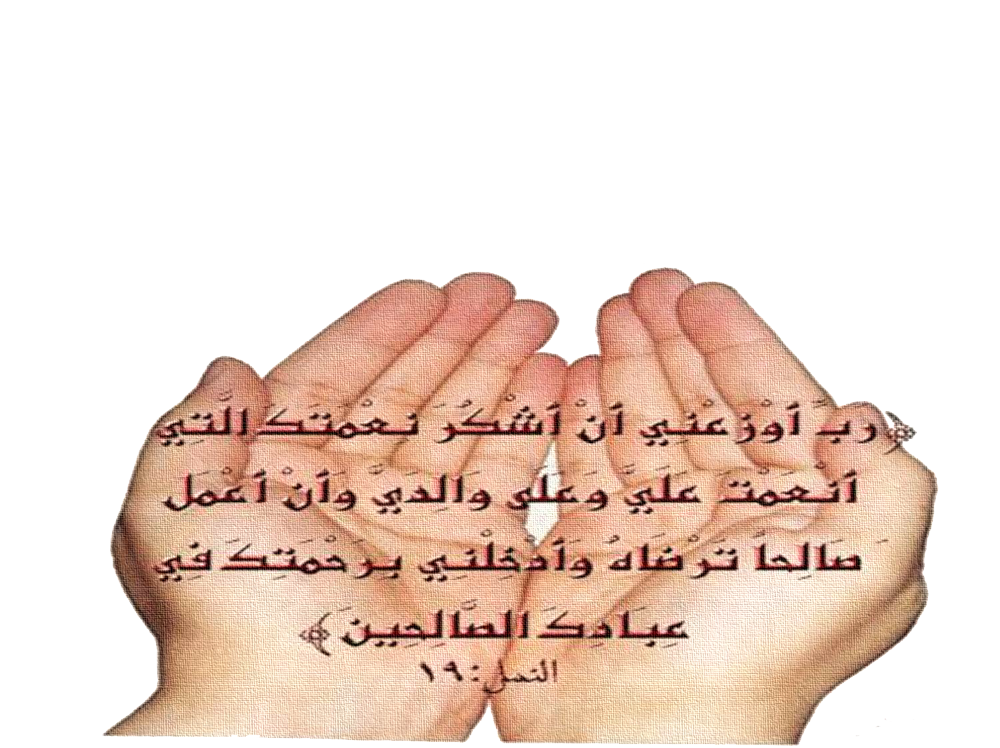 ﴿رَبِّ أَوْزِعْنِي أَنْ أَشْكُرَ نِعْمَتَكَ الَّتِي
أَنْعَمْتَ عَلَيَّ وَعَلَى وَالِدَيَّ وَأَنْ أَعْمَلَ
صَالِحاً تَرْضَاهُ وَأَدْخِلْنِي بِرَحْمَتِكَ فِي
عِبَادِكَ الصَّالِحِينَ﴾
النمل:١٩